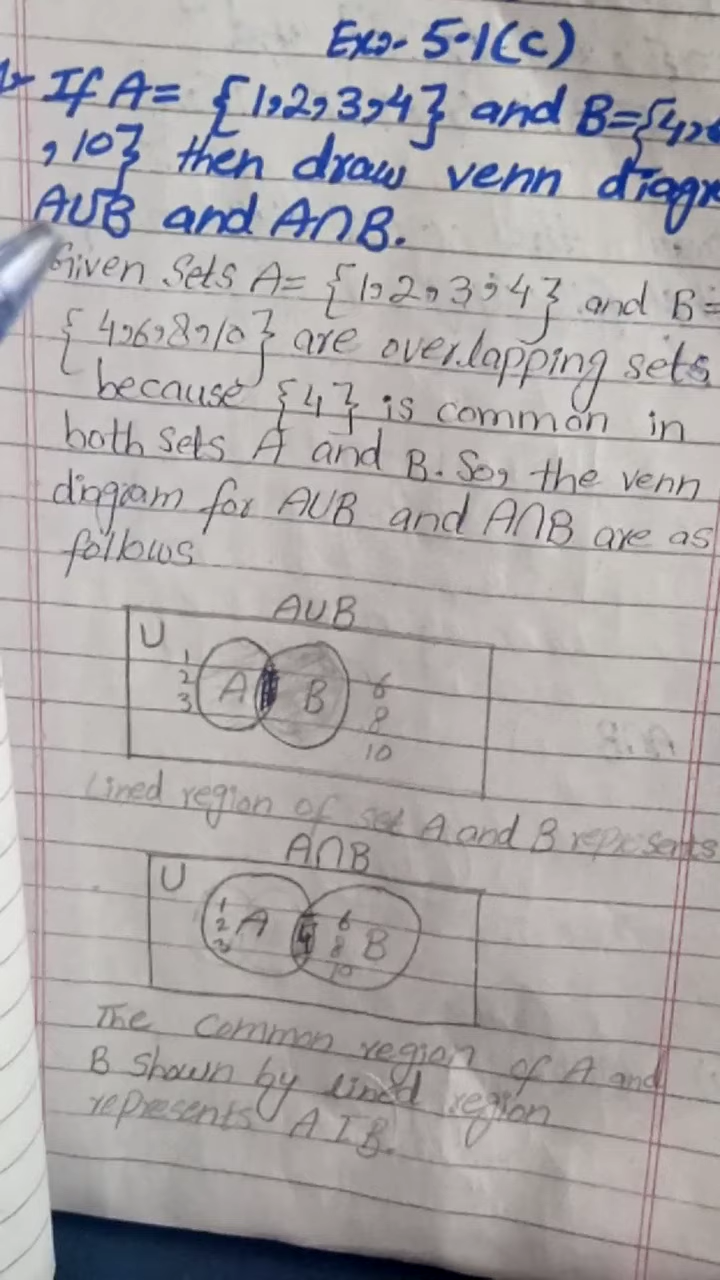 Ex:- 5.1(C)
1- If A= {1,2,3,4} and B={4,6
,10} then draw venn diagra
AUB and A∩B.
Given sets A= {1,2,3,4} and B=
{4,6,8,10} are overlapping sets
because {4} is common in
both sets A and B. So, the venn
diagram for AUB and A∩B are as
follows
AUB
U
1
2
3
A
B
6
8
10
Lined region of set A and B represents
A∩B
U
1
2
3
A
4
6
8
10
B
The common region of A and
B shown by lined region
represents A I B.